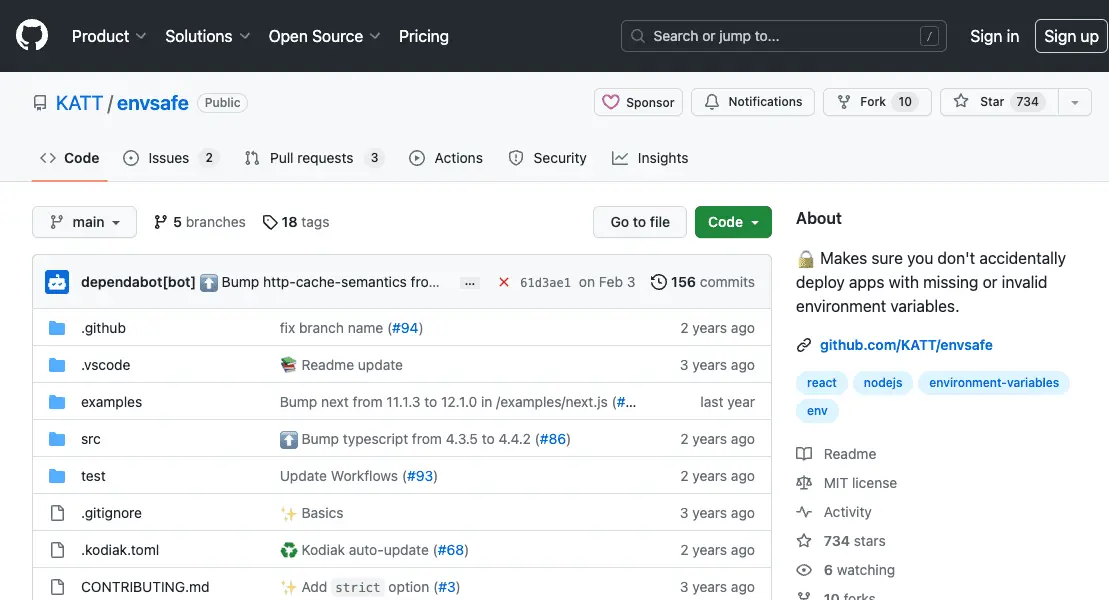 Product Solutions Open Source Pricing Search or jump to... / Sign in Sign up
KATT / envsafe Public Sponsor Notifications Fork 10 Star 734
Code Issues 2 Pull requests 3 Actions Security Insights
main 5 branches 18 tags Go to file Code
dependabot[bot] Bump http-cache-semantics fro... ... 61d3ae1 on Feb 3 156 commits
.github fix branch name (#94) 2 years ago
.vscode Readme update 3 years ago
examples Bump next from 11.1.3 to 12.1.0 in /examples/next.js (#... last year
src Bump typescript from 4.3.5 to 4.4.2 (#86) 2 years ago
test Update Workflows (#93) 2 years ago
.gitignore Basics 3 years ago
.kodiak.toml Kodiak auto-update (#68) 2 years ago
CONTRIBUTING.md Add strict option (#3) 3 years ago
About
Makes sure you don't accidentally
deploy apps with missing or invalid
environment variables.
github.com/KATT/envsafe
react nodejs environment-variables
env
Readme
MIT license
Activity
734 stars
6 watching
10 forks